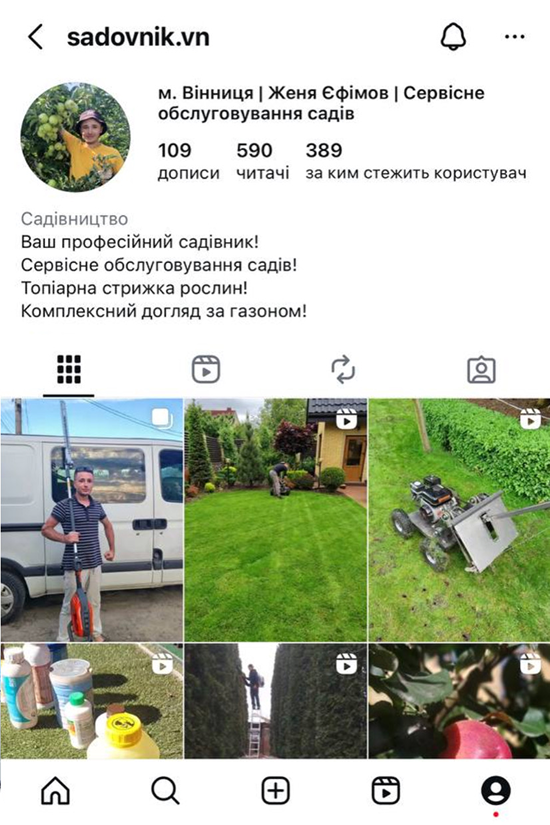 sadovnik.vn
м. Вінниця | Женя Єфімов | Сервісне
обслуговування садів
109 590 389
дописи читачі за ким стежить користувач
Садівництво
Ваш професійний садівник!
Сервісне обслуговування садів!
Топіарна стрижка рослин!
Комплексний догляд за газоном!